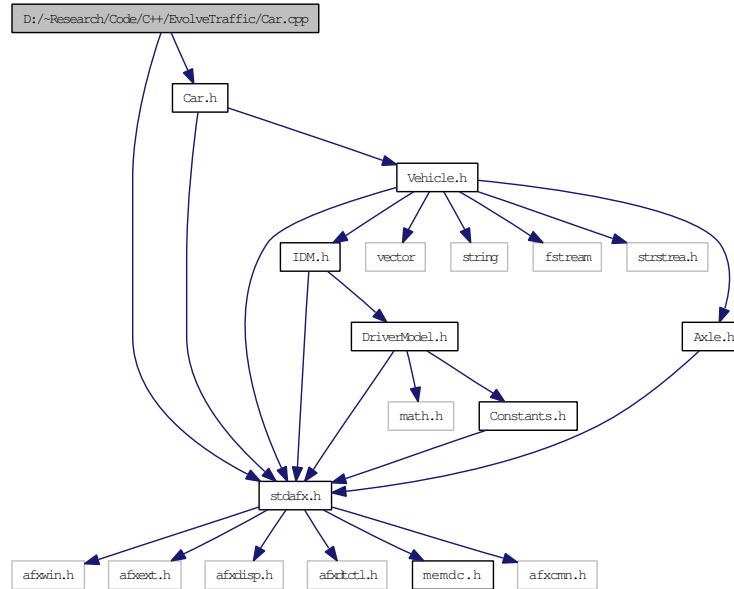 D:/~Research/Code/C++/EvolveTraffic/Car.cpp
Car.h
Vehicle.h
IDM.h
vector
string
fstream
strstrea.h
DriverModel.h
Axle.h
math.h
Constants.h
stdafx.h
afxwin.h
afxext.h
afxdisp.h
afxdtctl.h
memdc.h
afxcmn.h